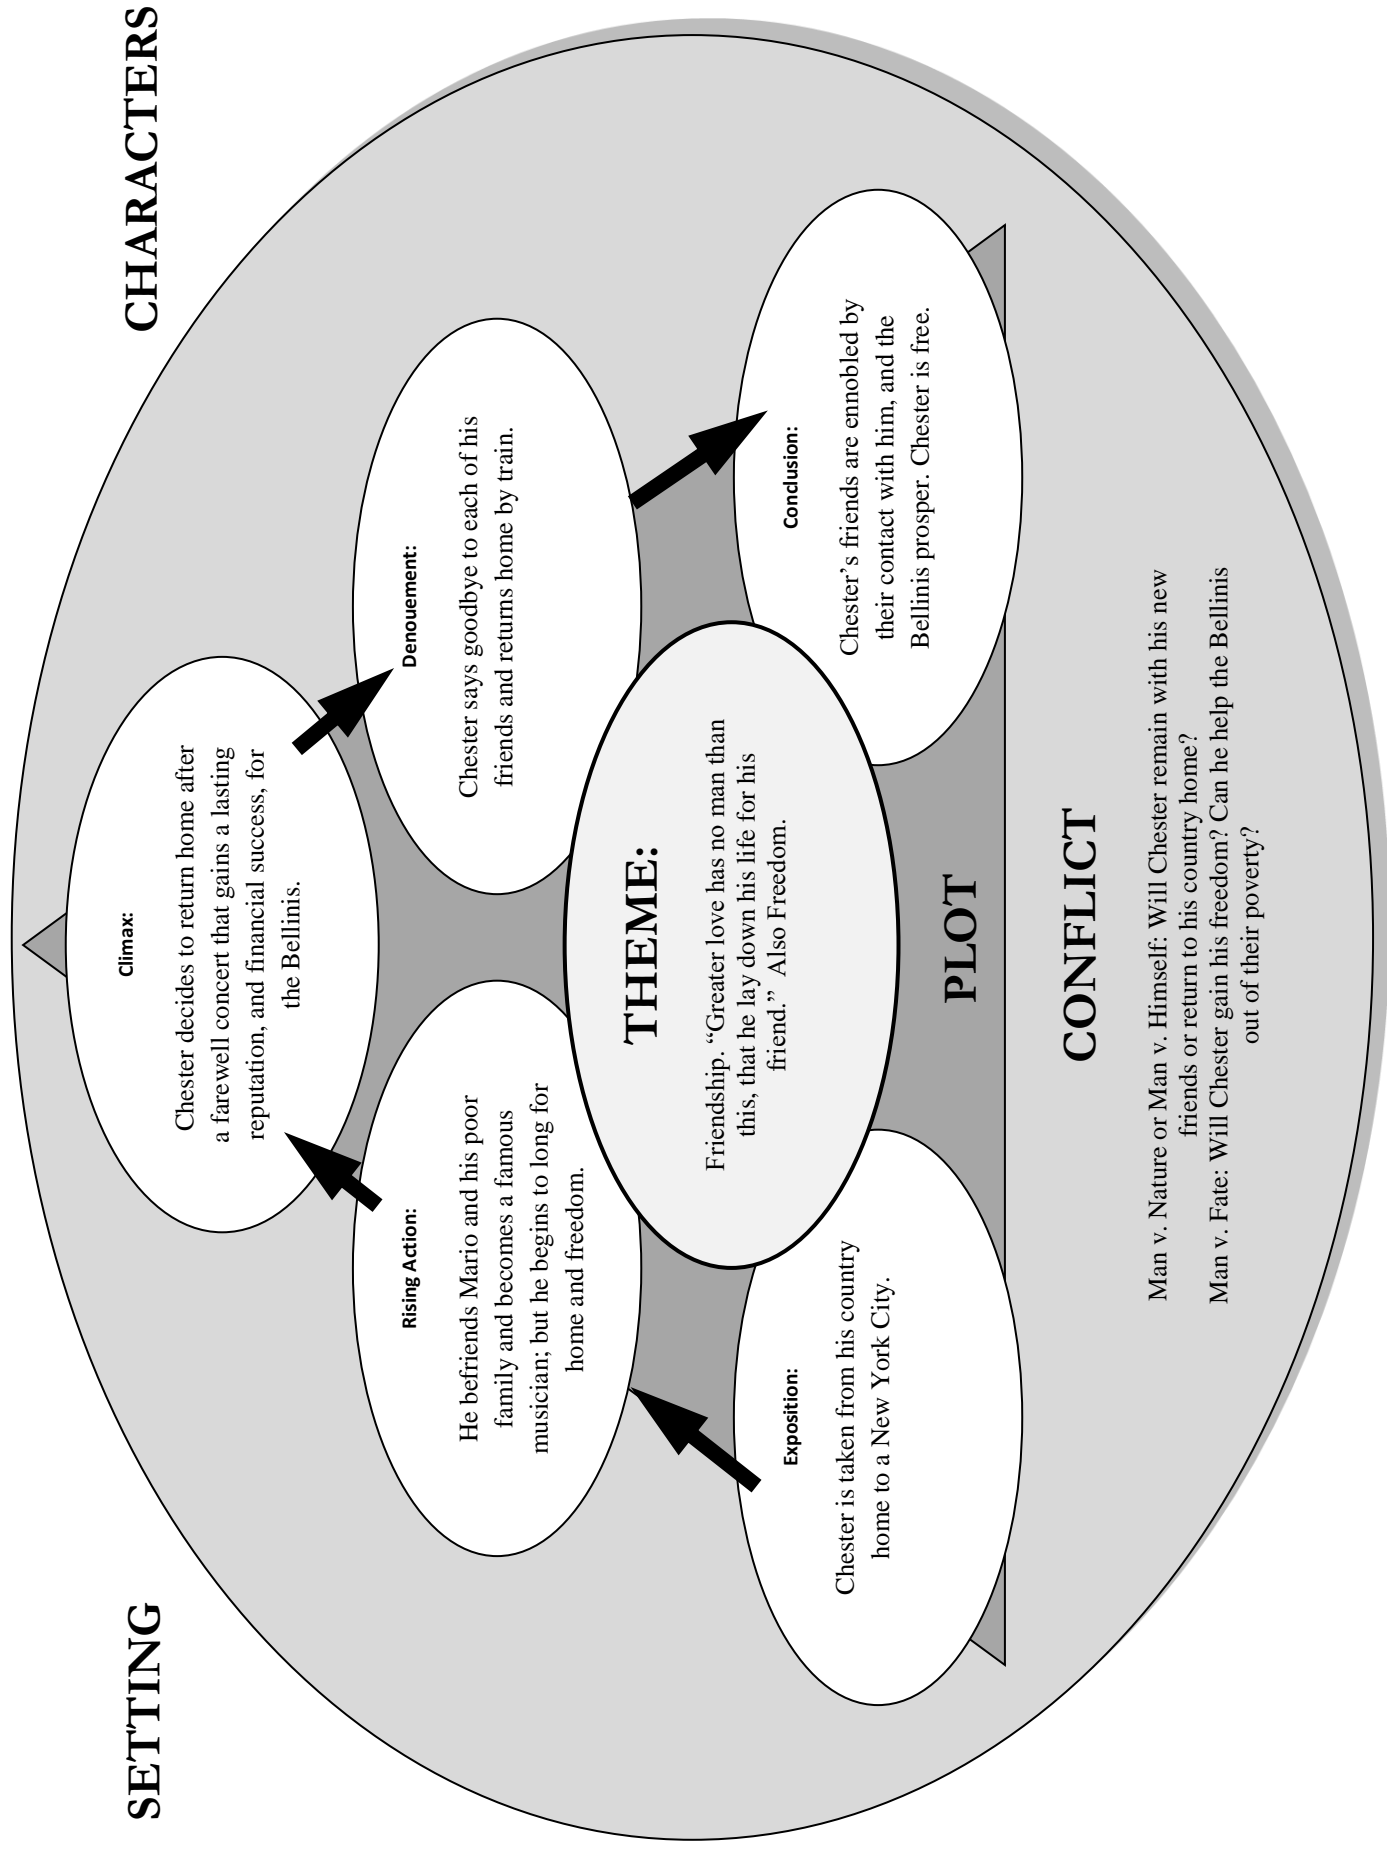 SETTING
CHARACTERS
Climax:
Chester decides to return home after
a farewell concert that gains a lasting
reputation, and financial success, for
the Bellinis.
Rising Action:
He befriends Mario and his poor
family and becomes a famous
musician; but he begins to long for
home and freedom.
Denouement:
Chester says goodbye to each of his
friends and returns home by train.
THEME:
Friendship. “Greater love has no man than
this, that he lay down his life for his
friend.” Also Freedom.
Exposition:
Chester is taken from his country
home to a New York City.
Conclusion:
Chester’s friends are ennobled by
their contact with him, and the
Bellinis prosper. Chester is free.
PLOT
CONFLICT
Man v. Nature or Man v. Himself: Will Chester remain with his new
friends or return to his country home?
Man v. Fate: Will Chester gain his freedom? Can he help the Bellinis
out of their poverty?